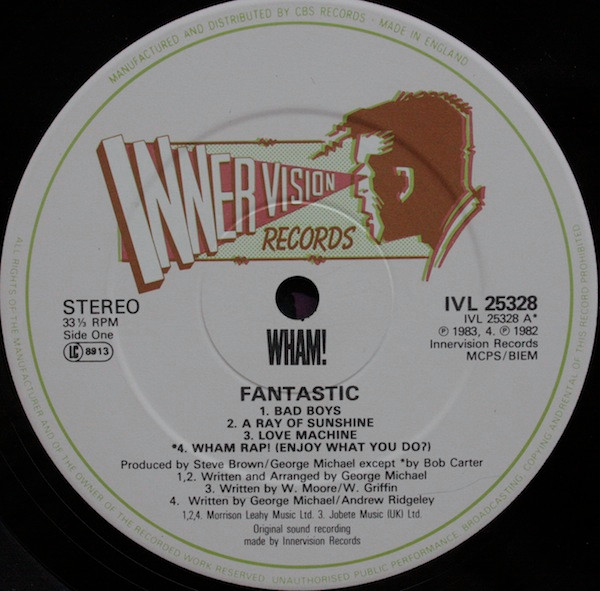 MANUFACTURED AND DISTRIBUTED BY CBS RECORDS - MADE IN ENGLAND
INNERVISION
RECORDS
STEREO
33⅓ RPM
Side One
LC 8913
IVL 25328
IVL 25328 A*
℗ 1983, 4. ℗ 1982
Innervision Records
MCPS/BIEM
WHAM!
FANTASTIC
1. BAD BOYS
2. A RAY OF SUNSHINE
3. LOVE MACHINE
*4. WHAM RAP! (ENJOY WHAT YOU DO?)
Produced by Steve Brown/George Michael except *by Bob Carter
1,2. Written and Arranged by George Michael
3. Written by W. Moore/W. Griffin
4. Written by George Michael/Andrew Ridgeley
1,2,4. Morrison Leahy Music Ltd. 3. Jobete Music (UK) Ltd.
Original sound recording
made by Innervision Records
ALL RIGHTS OF THE MANUFACTURER AND OF THE OWNER OF THE RECORDED WORK RESERVED. UNAUTHORISED PUBLIC PERFORMANCE, BROADCASTING, COPYING AND RENTAL OF THIS RECORD PROHIBITED.